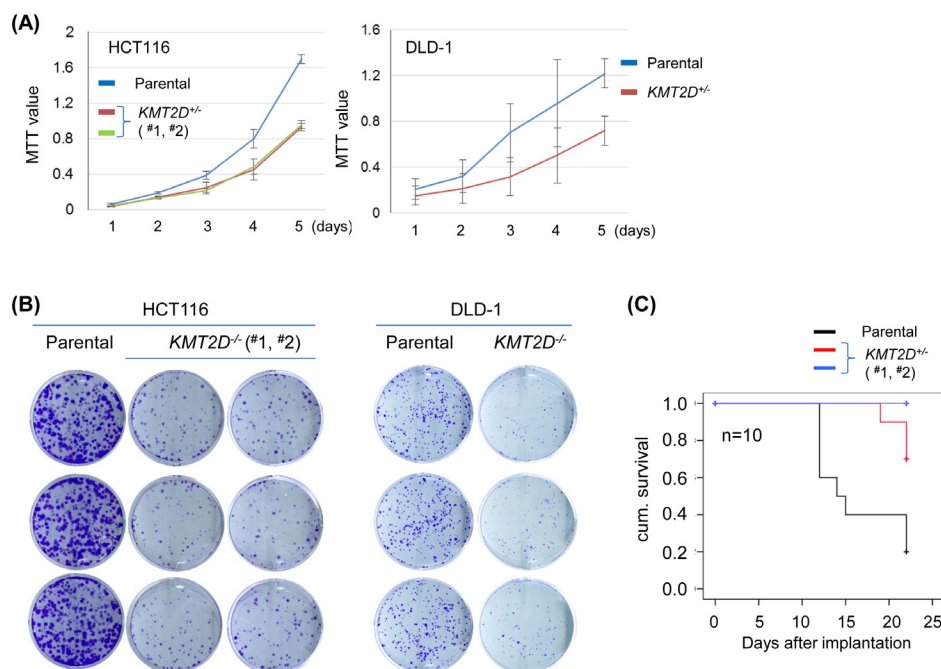 (A)
HCT116
MTT value
2
1.6
1.2
0.8
0.4
0
Parental
KMT2D+/-
(#1, #2)
1 2 3 4 5 (days)
DLD-1
MTT value
1.6
1.2
0.8
0.4
0
Parental
KMT2D+/-
1 2 3 4 5 (days)
(B)
HCT116
Parental KMT2D-/- (#1, #2)
DLD-1
Parental KMT2D-/-
(C)
Parental
KMT2D+/-
(#1, #2)
n=10
cum. survival
1.0
0.8
0.6
0.4
0.2
0.0
0 5 10 15 20 25
Days after implantation